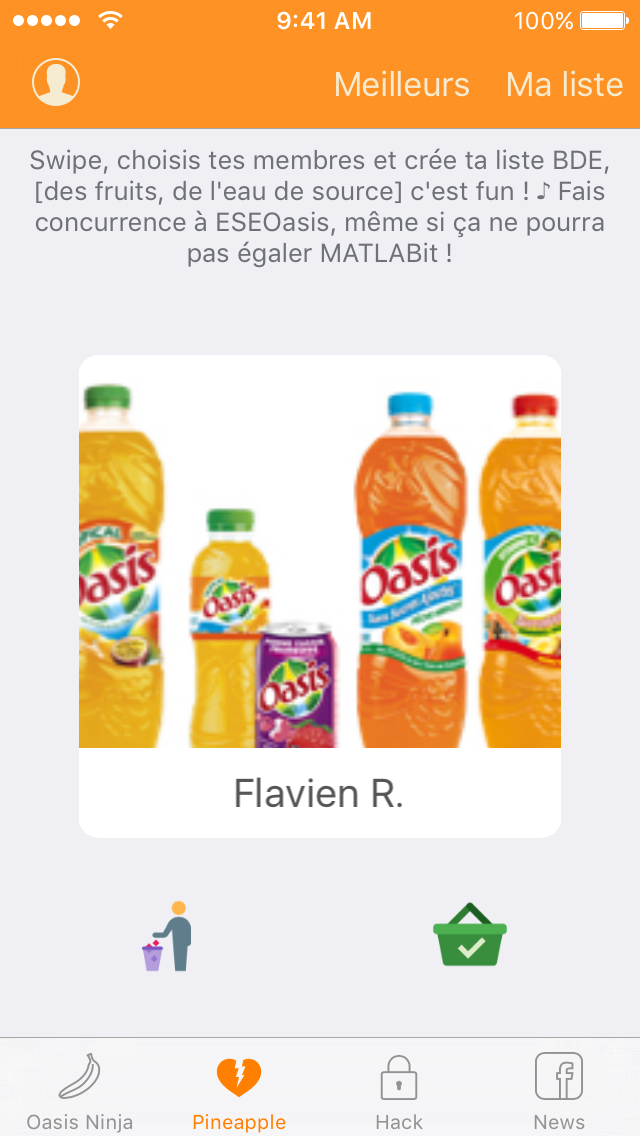 9:41 AM
100%
Meilleurs
Ma liste
Swipe, choisis tes membres et crée ta liste BDE,
[des fruits, de l'eau de source] c'est fun ! ♪ Fais
concurrence à ESEOasis, même si ça ne pourra
pas égaler MATLABit !
Oasis
Oasis
Oasis
Oasis
Oasis
Flavien R.
Oasis Ninja
Pineapple
Hack
News